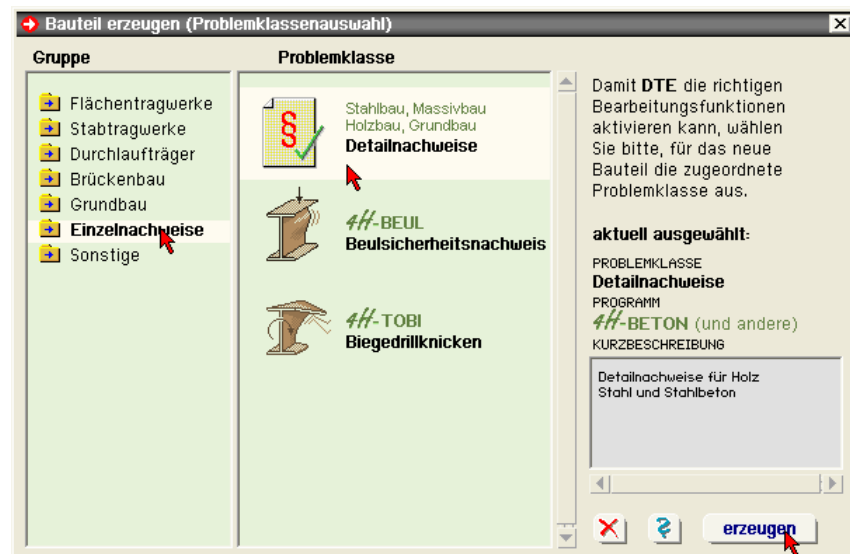 Bauteil erzeugen (Problemklassenauswahl)
Gruppe
Flächentragwerke
Stabtragwerke
Durchlaufträger
Brückenbau
Grundbau
Einzelnachweise
Sonstige
Problemklasse
Stahlbau, Massivbau
Holzbau, Grundbau
Detailnachweise
4H-BEUL
Beulsicherheitsnachweis
4H-TOBI
Biegedrillknicken
Damit DTE die richtigen
Bearbeitungsfunktionen
aktivieren kann, wählen
Sie bitte, für das neue
Bauteil die zugeordnete
Problemklasse aus.
aktuell ausgewählt:
PROBLEMKLASSE
Detailnachweise
PROGRAMM
4H-BETON (und andere)
KURZBESCHREIBUNG
Detailnachweise für Holz
Stahl und Stahlbeton
erzeugen